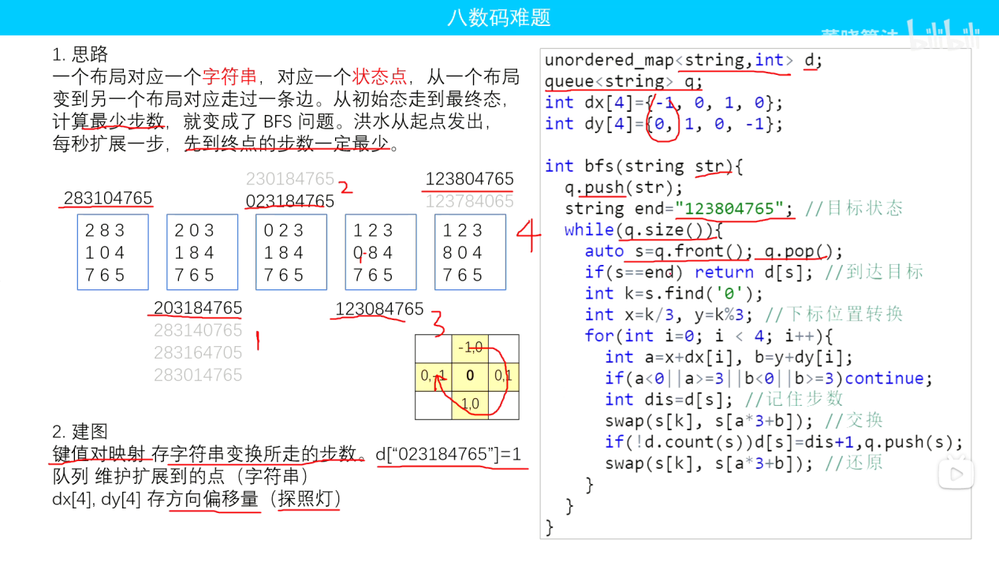 八数码难题
董晓算法 bilibili
1. 思路
一个布局对应一个字符串，对应一个状态点，从一个布局
变到另一个布局对应走过一条边。从初始态走到最终态，
计算最少步数，就变成了 BFS 问题。洪水从起点发出，
每秒扩展一步，先到终点的步数一定最少。
230184765
123804765
283104765
023184765
2
123784065
2 8 3
1 0 4
7 6 5
2 0 3
1 8 4
7 6 5
0 2 3
1 8 4
7 6 5
1 2 3
0 8 4
7 6 5
1 2 3
8 0 4
7 6 5
4
203184765
283140765
283164705
283014765
1
123084765
3
-1,0
0,-1
0
0,1
1,0
2. 建图
键值对映射 存字符串变换所走的步数。d[“023184765”]=1
队列 维护扩展到的点（字符串）
dx[4], dy[4] 存方向偏移量（探照灯）
unordered_map<string,int> d;
queue<string> q;
int dx[4]={-1, 0, 1, 0};
int dy[4]={0, 1, 0, -1};
int bfs(string str){
q.push(str);
string end="123804765"; //目标状态
while(q.size()){
auto s=q.front(); q.pop();
if(s==end) return d[s]; //到达目标
int k=s.find('0');
int x=k/3, y=k%3; //下标位置转换
for(int i=0; i < 4; i++){
int a=x+dx[i], b=y+dy[i];
if(a<0||a>=3||b<0||b>=3)continue;
int dis=d[s]; //记住步数
swap(s[k], s[a*3+b]); //交换
if(!d.count(s))d[s]=dis+1,q.push(s);
swap(s[k], s[a*3+b]); //还原
}
}
}